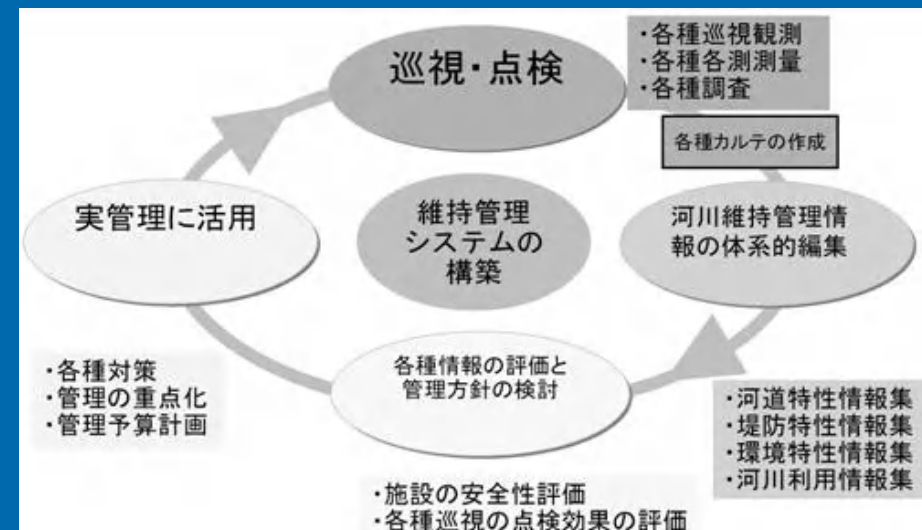 巡視・点検
・各種巡視観測
・各種各測測量
・各種調査
各種カルテの作成
実管理に活用
維持管理
システムの
構築
河川維持管理情
報の体系的編集
各種情報の評価と
管理方針の検討
・各種対策
・管理の重点化
・管理予算計画
・河道特性情報集
・堤防特性情報集
・環境特性情報集
・河川利用情報集
・施設の安全性評価
・各種巡視の点検効果の評価